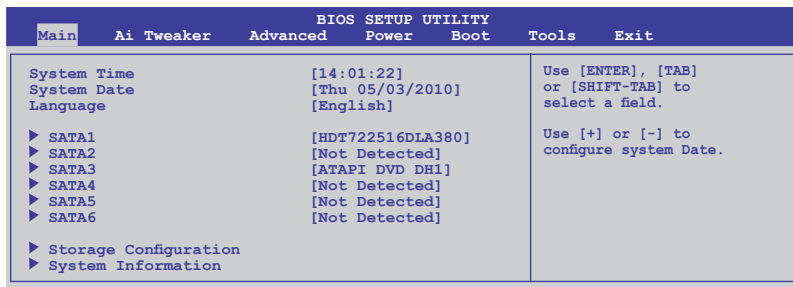 BIOS SETUP UTILITY
Main Ai Tweaker Advanced Power Boot Tools Exit
System Time [14:01:22]
System Date [Thu 05/03/2010]
Language [English]
SATA1 [HDT722516DLA380]
SATA2 [Not Detected]
SATA3 [ATAPI DVD DH1]
SATA4 [Not Detected]
SATA5 [Not Detected]
SATA6 [Not Detected]
Storage Configuration
System Information
Use [ENTER], [TAB]
or [SHIFT-TAB] to
select a field.
Use [+] or [-] to
configure system Date.